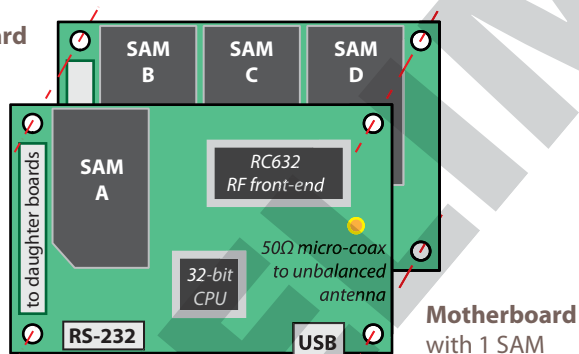 ard
SAM
B
SAM
C
SAM
D
SAM
A
to daughter boards
RC632
RF front-end
50Ω micro-coax
to unbalanced
antenna
32-bit
CPU
RS-232
USB
Motherboard
with 1 SAM